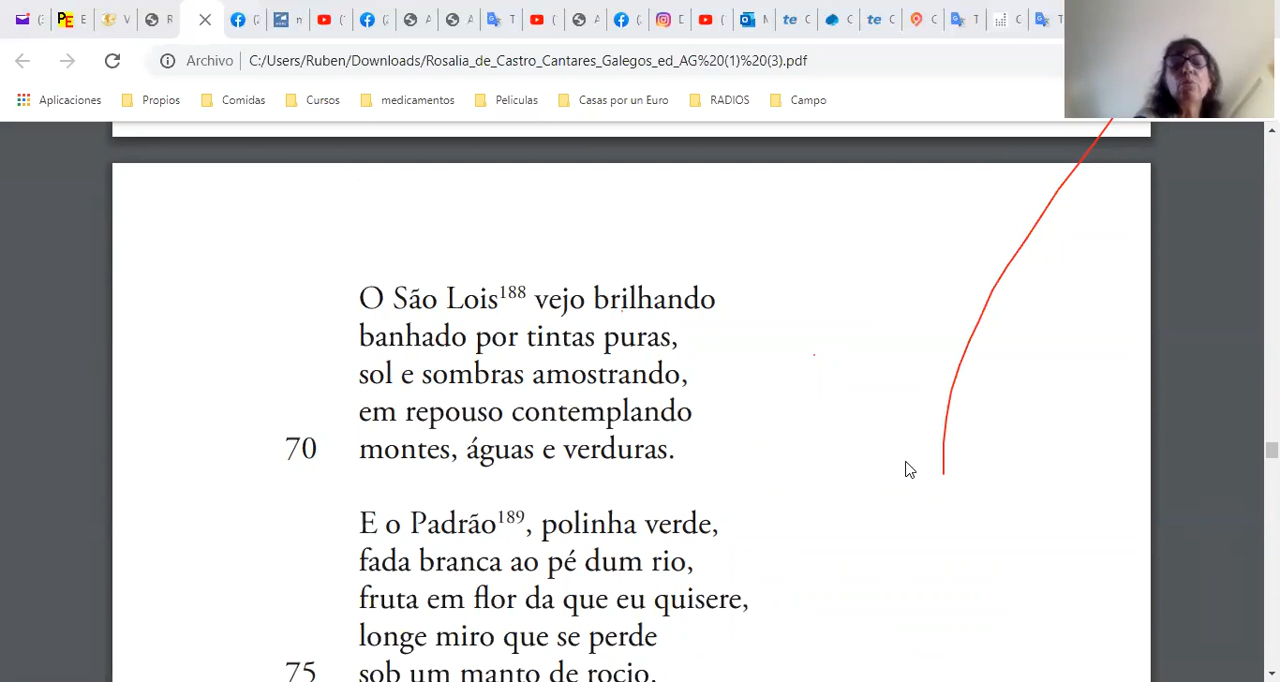 Archivo C:/Users/Ruben/Downloads/Rosalia_de_Castro_Cantares_Galegos_ed_AG%20(1)%20(3).pdf
Aplicaciones Propios Comidas Cursos medicamentos Peliculas Casas por un Euro RADIOS Campo
O São Lois188 vejo brilhando
banhado por tintas puras,
sol e sombras amostrando,
em repouso contemplando
70 montes, águas e verduras.
E o Padrão189, polinha verde,
fada branca ao pé dum rio,
fruta em flor da que eu quisere,
longe miro que se perde
75 sob um manto de rocio.